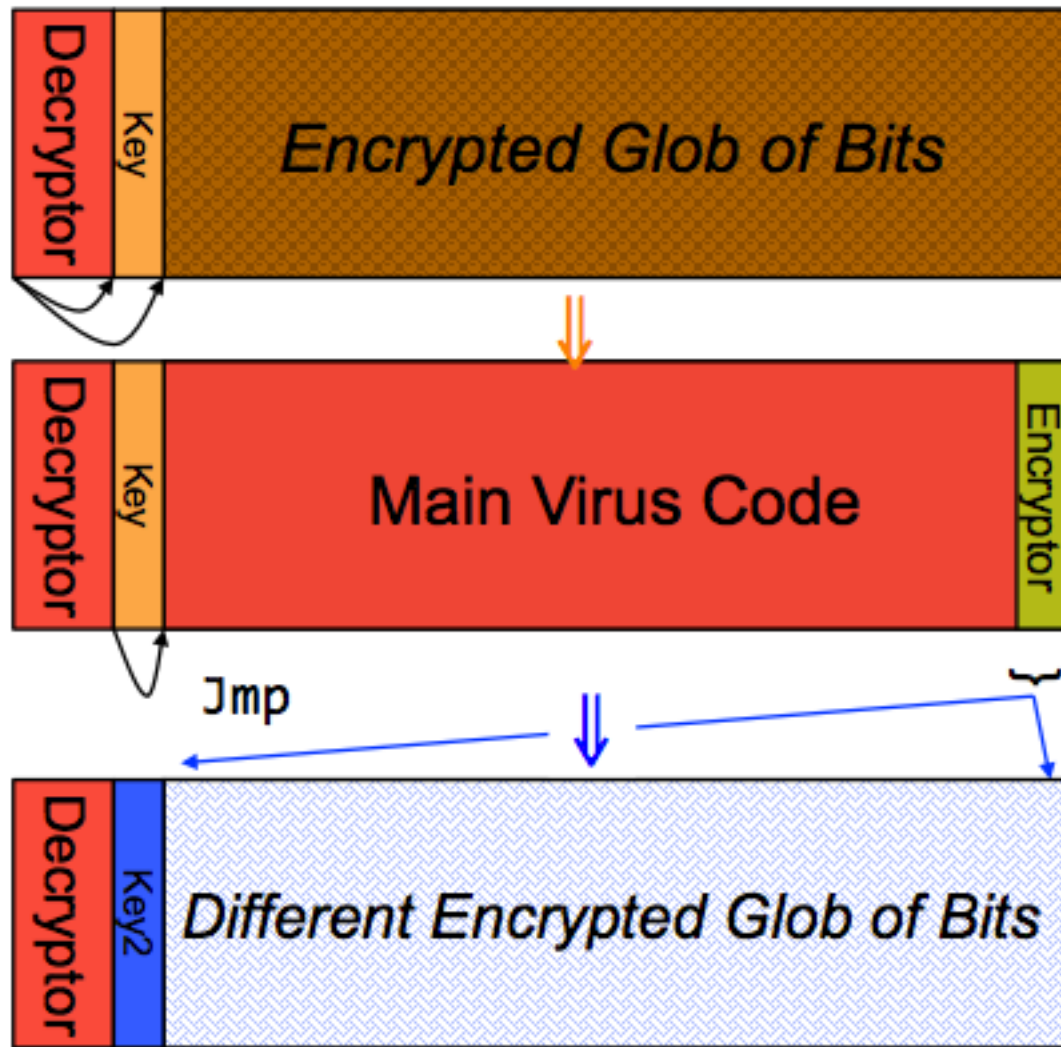 Decryptor
Key
Encrypted Glob of Bits
Decryptor
Key
Main Virus Code
Encryptor
Jmp
Decryptor
Key2
Different Encrypted Glob of Bits